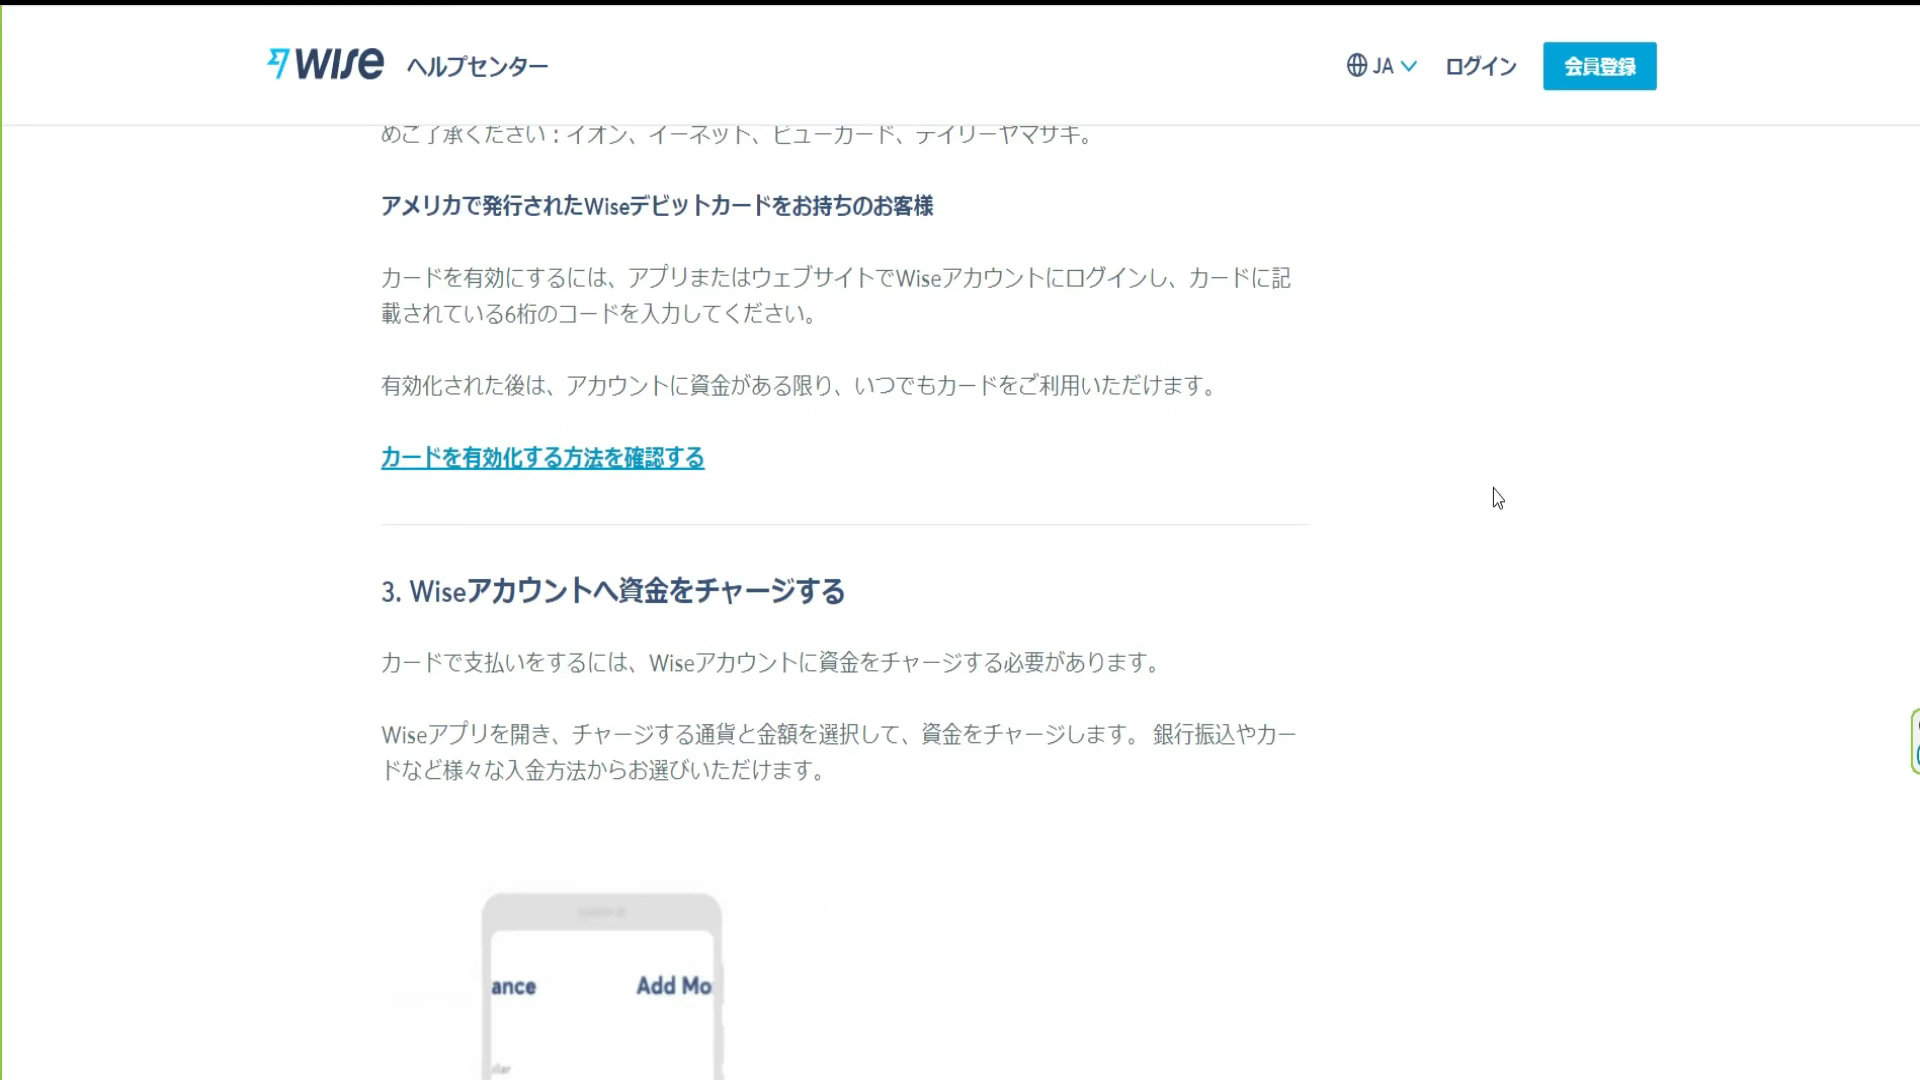 wise ヘルプセンター
JA ログイン 会員登録
めご了承ください：イオン、イーネット、ビューカード、デイリーヤマザキ。
アメリカで発行されたWiseデビットカードをお持ちのお客様
カードを有効にするには、アプリまたはウェブサイトでWiseアカウントにログインし、カードに記
載されている6桁のコードを入力してください。
有効化された後は、アカウントに資金がある限り、いつでもカードをご利用いただけます。
カードを有効化する方法を確認する
3. Wiseアカウントへ資金をチャージする
カードで支払いをするには、Wiseアカウントに資金をチャージする必要があります。
Wiseアプリを開き、チャージする通貨と金額を選択して、資金をチャージします。 銀行振込やカー
ドなど様々な入金方法からお選びいただけます。
ance Add Mo